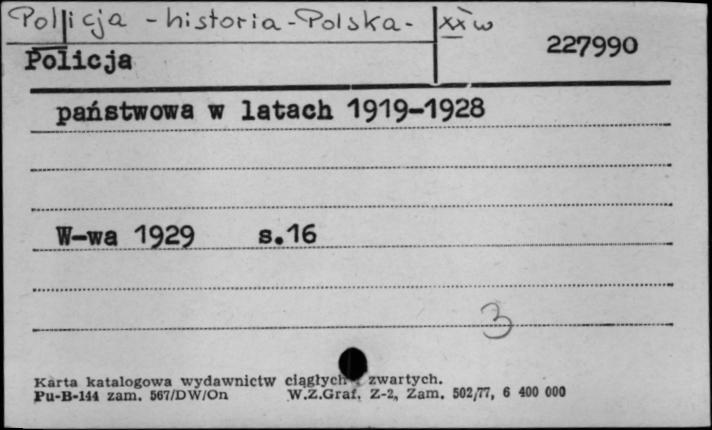 Policja - historia - Polska - XX w
227990
Policja
państwowa w latach 1919-1928
W-wa 1929 s.16
3
Karta katalogowa wydawnictw ciągłych zwartych.
Pu-B-144 zam. 567/DW/On W.Z.Graf. Z-2, Zam. 502/77, 6 400 000